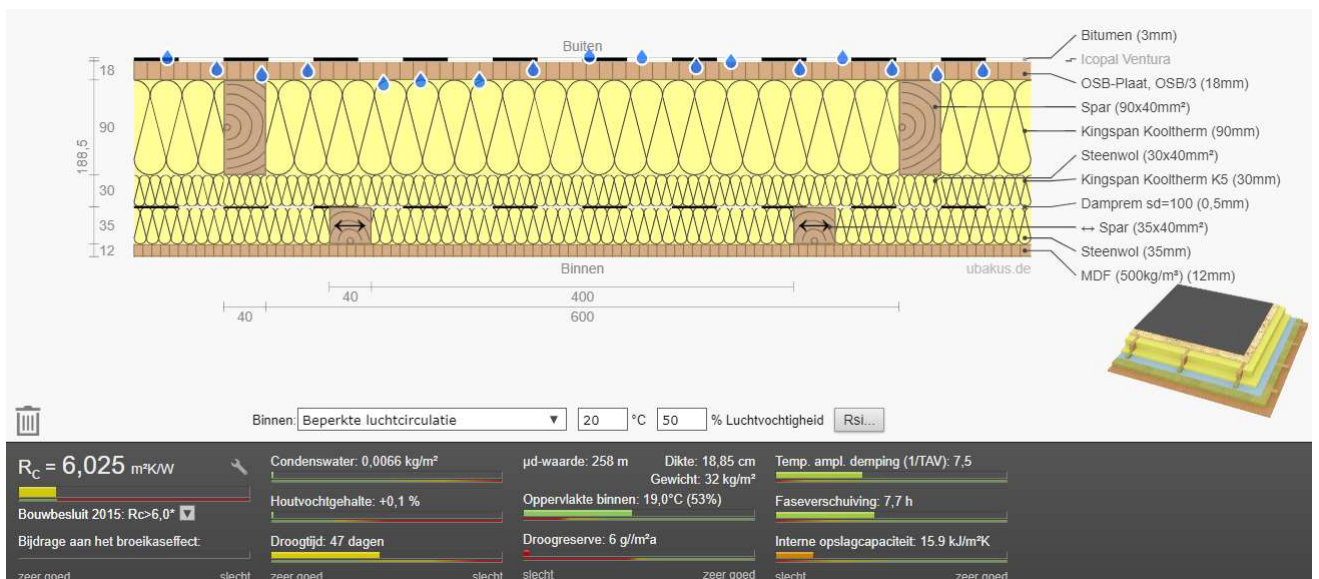 Buiten
Bitumen (3mm)
Icopal Ventura
OSB-Plaat, OSB/3 (18mm)
Spar (90x40mm²)
Kingspan Kooltherm (90mm)
Steenwol (30x40mm²)
Kingspan Kooltherm K5 (30mm)
Damprem sd=100 (0,5mm)
↔ Spar (35x40mm²)
Steenwol (35mm)
MDF (500kg/m³) (12mm)
18
90
188,5
30
35
12
Binnen
ubakus.de
40
400
40
600
Binnen: Beperkte luchtcirculatie 20 °C 50 % Luchtvochtigheid Rsi...
R_C = 6,025 m²K/W
Bouwbesluit 2015: Rc>6,0*
Bijdrage aan het broeikaseffect:
zeer goed slecht
Condenswater: 0,0066 kg/m²
Houtvochtgehalte: +0,1 %
Droogtijd: 47 dagen
zeer goed slecht
µd-waarde: 258 m Dikte: 18,85 cm
Gewicht: 32 kg/m²
Oppervlakte binnen: 19,0°C (53%)
Droogreserve: 6 g//m²a
slecht zeer goed
Temp. ampl. demping (1/TAV): 7,5
Faseverschuiving: 7,7 h
Interne opslagcapaciteit: 15.9 kJ/m²K
slecht zeer goed